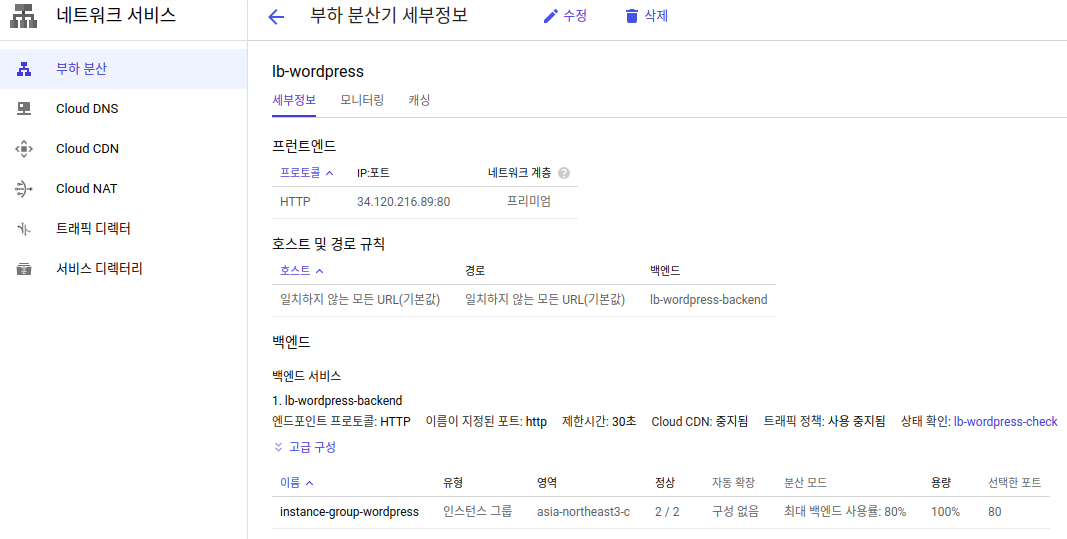 네트워크 서비스
부하 분산
Cloud DNS
Cloud CDN
Cloud NAT
트래픽 디렉터
서비스 디렉터리
부하 분산기 세부정보 수정 삭제
lb-wordpress
세부정보 모니터링 캐싱
프런트엔드
프로토콜 IP:포트 네트워크 계층
HTTP 34.120.216.89:80 프리미엄
호스트 및 경로 규칙
호스트 경로 백엔드
일치하지 않는 모든 URL(기본값) 일치하지 않는 모든 URL(기본값) lb-wordpress-backend
백엔드
백엔드 서비스
1. lb-wordpress-backend
엔드포인트 프로토콜: HTTP 이름이 지정된 포트: http 제한시간: 30초 Cloud CDN: 중지됨 트래픽 정책: 사용 중지됨 상태 확인: lb-wordpress-check
고급 구성
이름 유형 영역 정상 자동 확장 분산 모드 용량 선택한 포트
instance-group-wordpress 인스턴스 그룹 asia-northeast3-c 2 / 2 구성 없음 최대 백엔드 사용률: 80% 100% 80